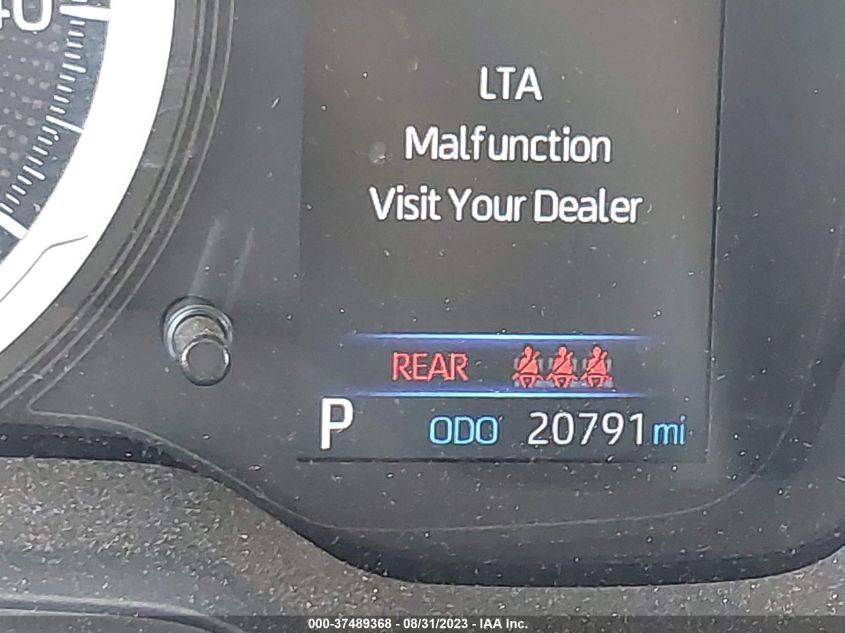 LTA
Malfunction
Visit Your Dealer
REAR
P ODO 20791 mi
000-37489368 - 08/31/2023 - IAA Inc.